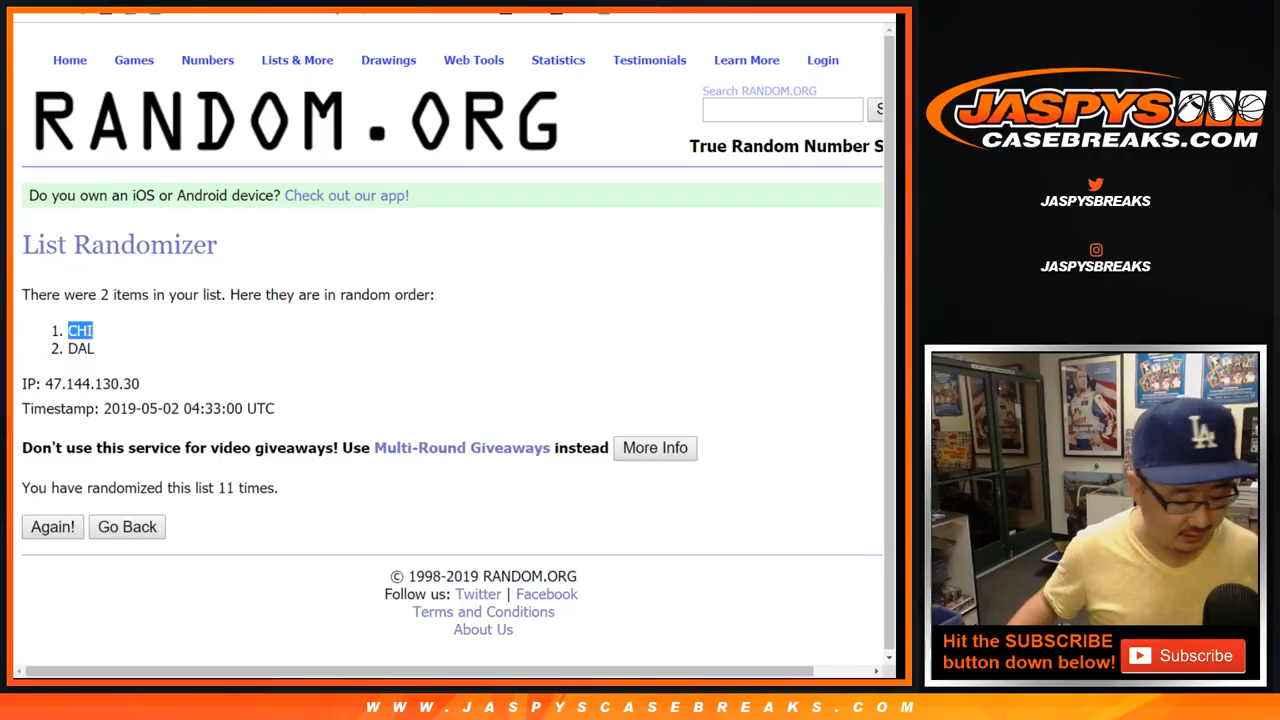 Home Games Numbers Lists & More Drawings Web Tools Statistics Testimonials Learn More Login
Search RANDOM.ORG
RANDOM.ORG
S
True Random Number S
Do you own an iOS or Android device? Check out our app!
List Randomizer
There were 2 items in your list. Here they are in random order:
1. CHI
2. DAL
IP: 47.144.130.30
Timestamp: 2019-05-02 04:33:00 UTC
Don't use this service for video giveaways! Use Multi-Round Giveaways instead More Info
You have randomized this list 11 times.
Again! Go Back
© 1998-2019 RANDOM.ORG
Follow us: Twitter | Facebook
Terms and Conditions
About Us
JASPYS
CASEBREAKS.COM
JASPYSBREAKS
JASPYSBREAKS
LA
Hit the SUBSCRIBE
button down below!
Subscribe
WWW.JASPYSCASEBREAKS.COM